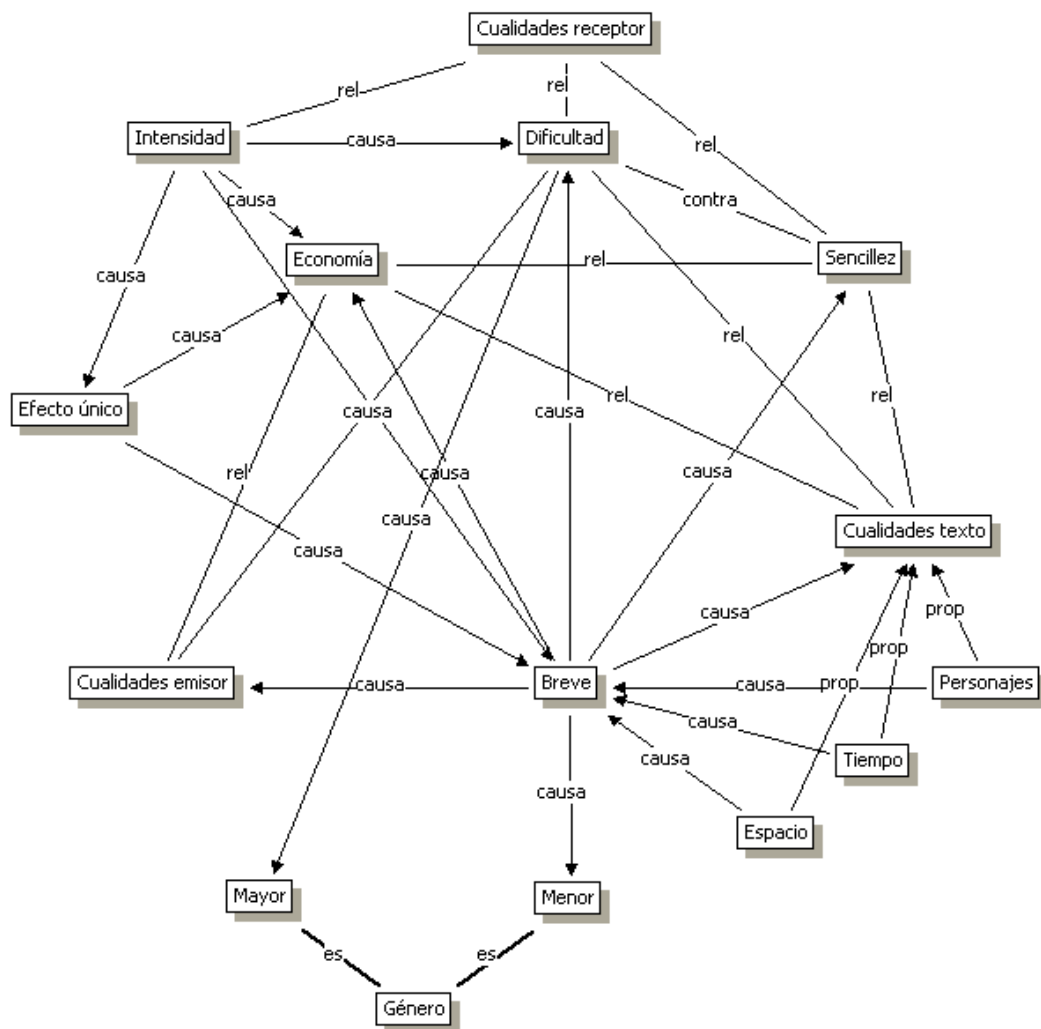 Cualidades receptor
rel
rel
Intensidad
causa
Dificultad
rel
causa
contra
Economía
rel
Sencillez
causa
causa
rel
Efecto único
causa
causa
rel
rel
rel
causa
causa
causa
Cualidades texto
causa
causa
prop
prop
Cualidades emisor
causa
Breve
causa
prop
Personajes
causa
Tiempo
causa
causa
Espacio
Mayor
Menor
es
es
Género